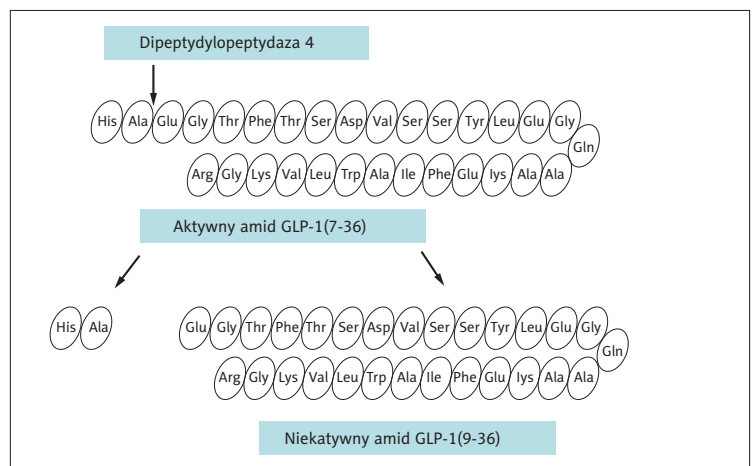 Dipeptydylopeptydaza 4
His Ala Glu Gly Thr Phe Thr Ser Asp Val Ser Ser Tyr Leu Glu Gly
Gln
Arg Gly Lys Val Leu Trp Ala Ile Phe Glu Iys Ala Ala
Aktywny amid GLP-1(7-36)
His Ala
Glu Gly Thr Phe Thr Ser Asp Val Ser Ser Tyr Leu Glu Gly
Gln
Arg Gly Lys Val Leu Trp Ala Ile Phe Glu Iys Ala Ala
Niekatywny amid GLP-1(9-36)